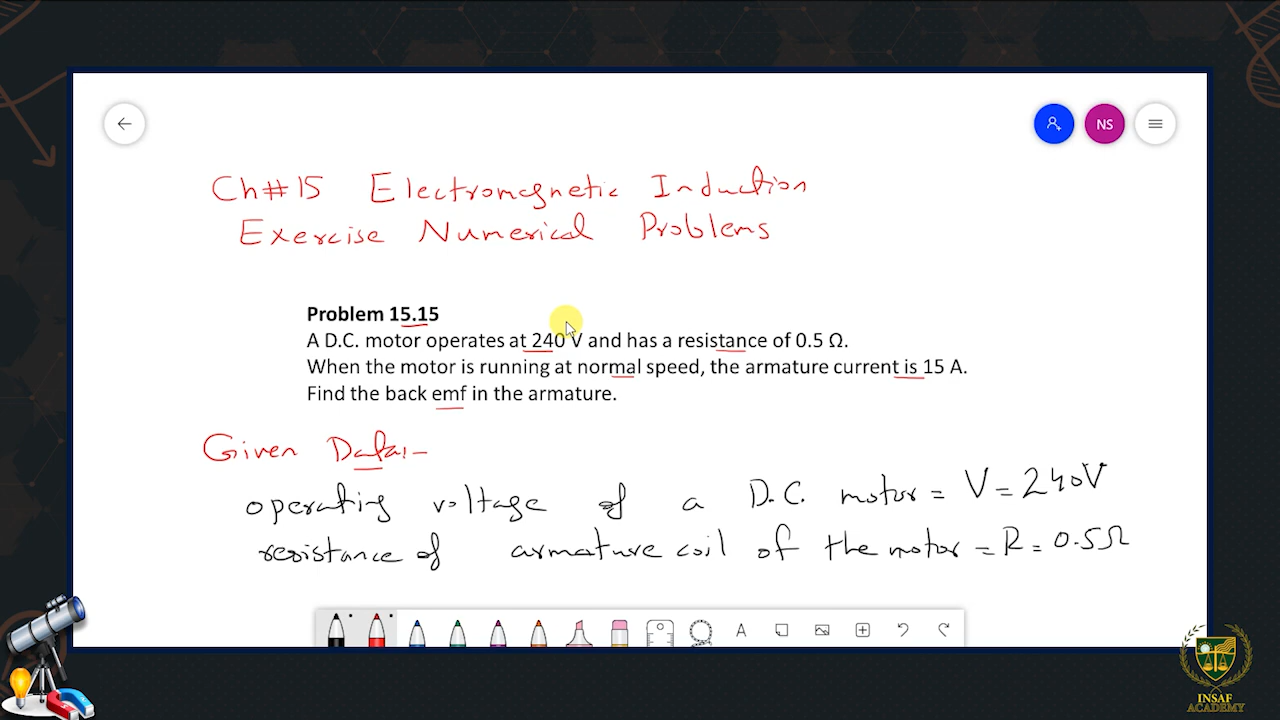 NS
Ch#15 Electromagnetic Induction
Exercise Numerical Problems
Problem 15.15
A D.C. motor operates at 240 V and has a resistance of 0.5 Ω.
When the motor is running at normal speed, the armature current is 15 A.
Find the back emf in the armature.
Given Data:-
operating voltage of a D.C. motor = V = 240V
resistance of armature coil of the motor = R = 0.5Ω
A
INSAF
ACADEMY